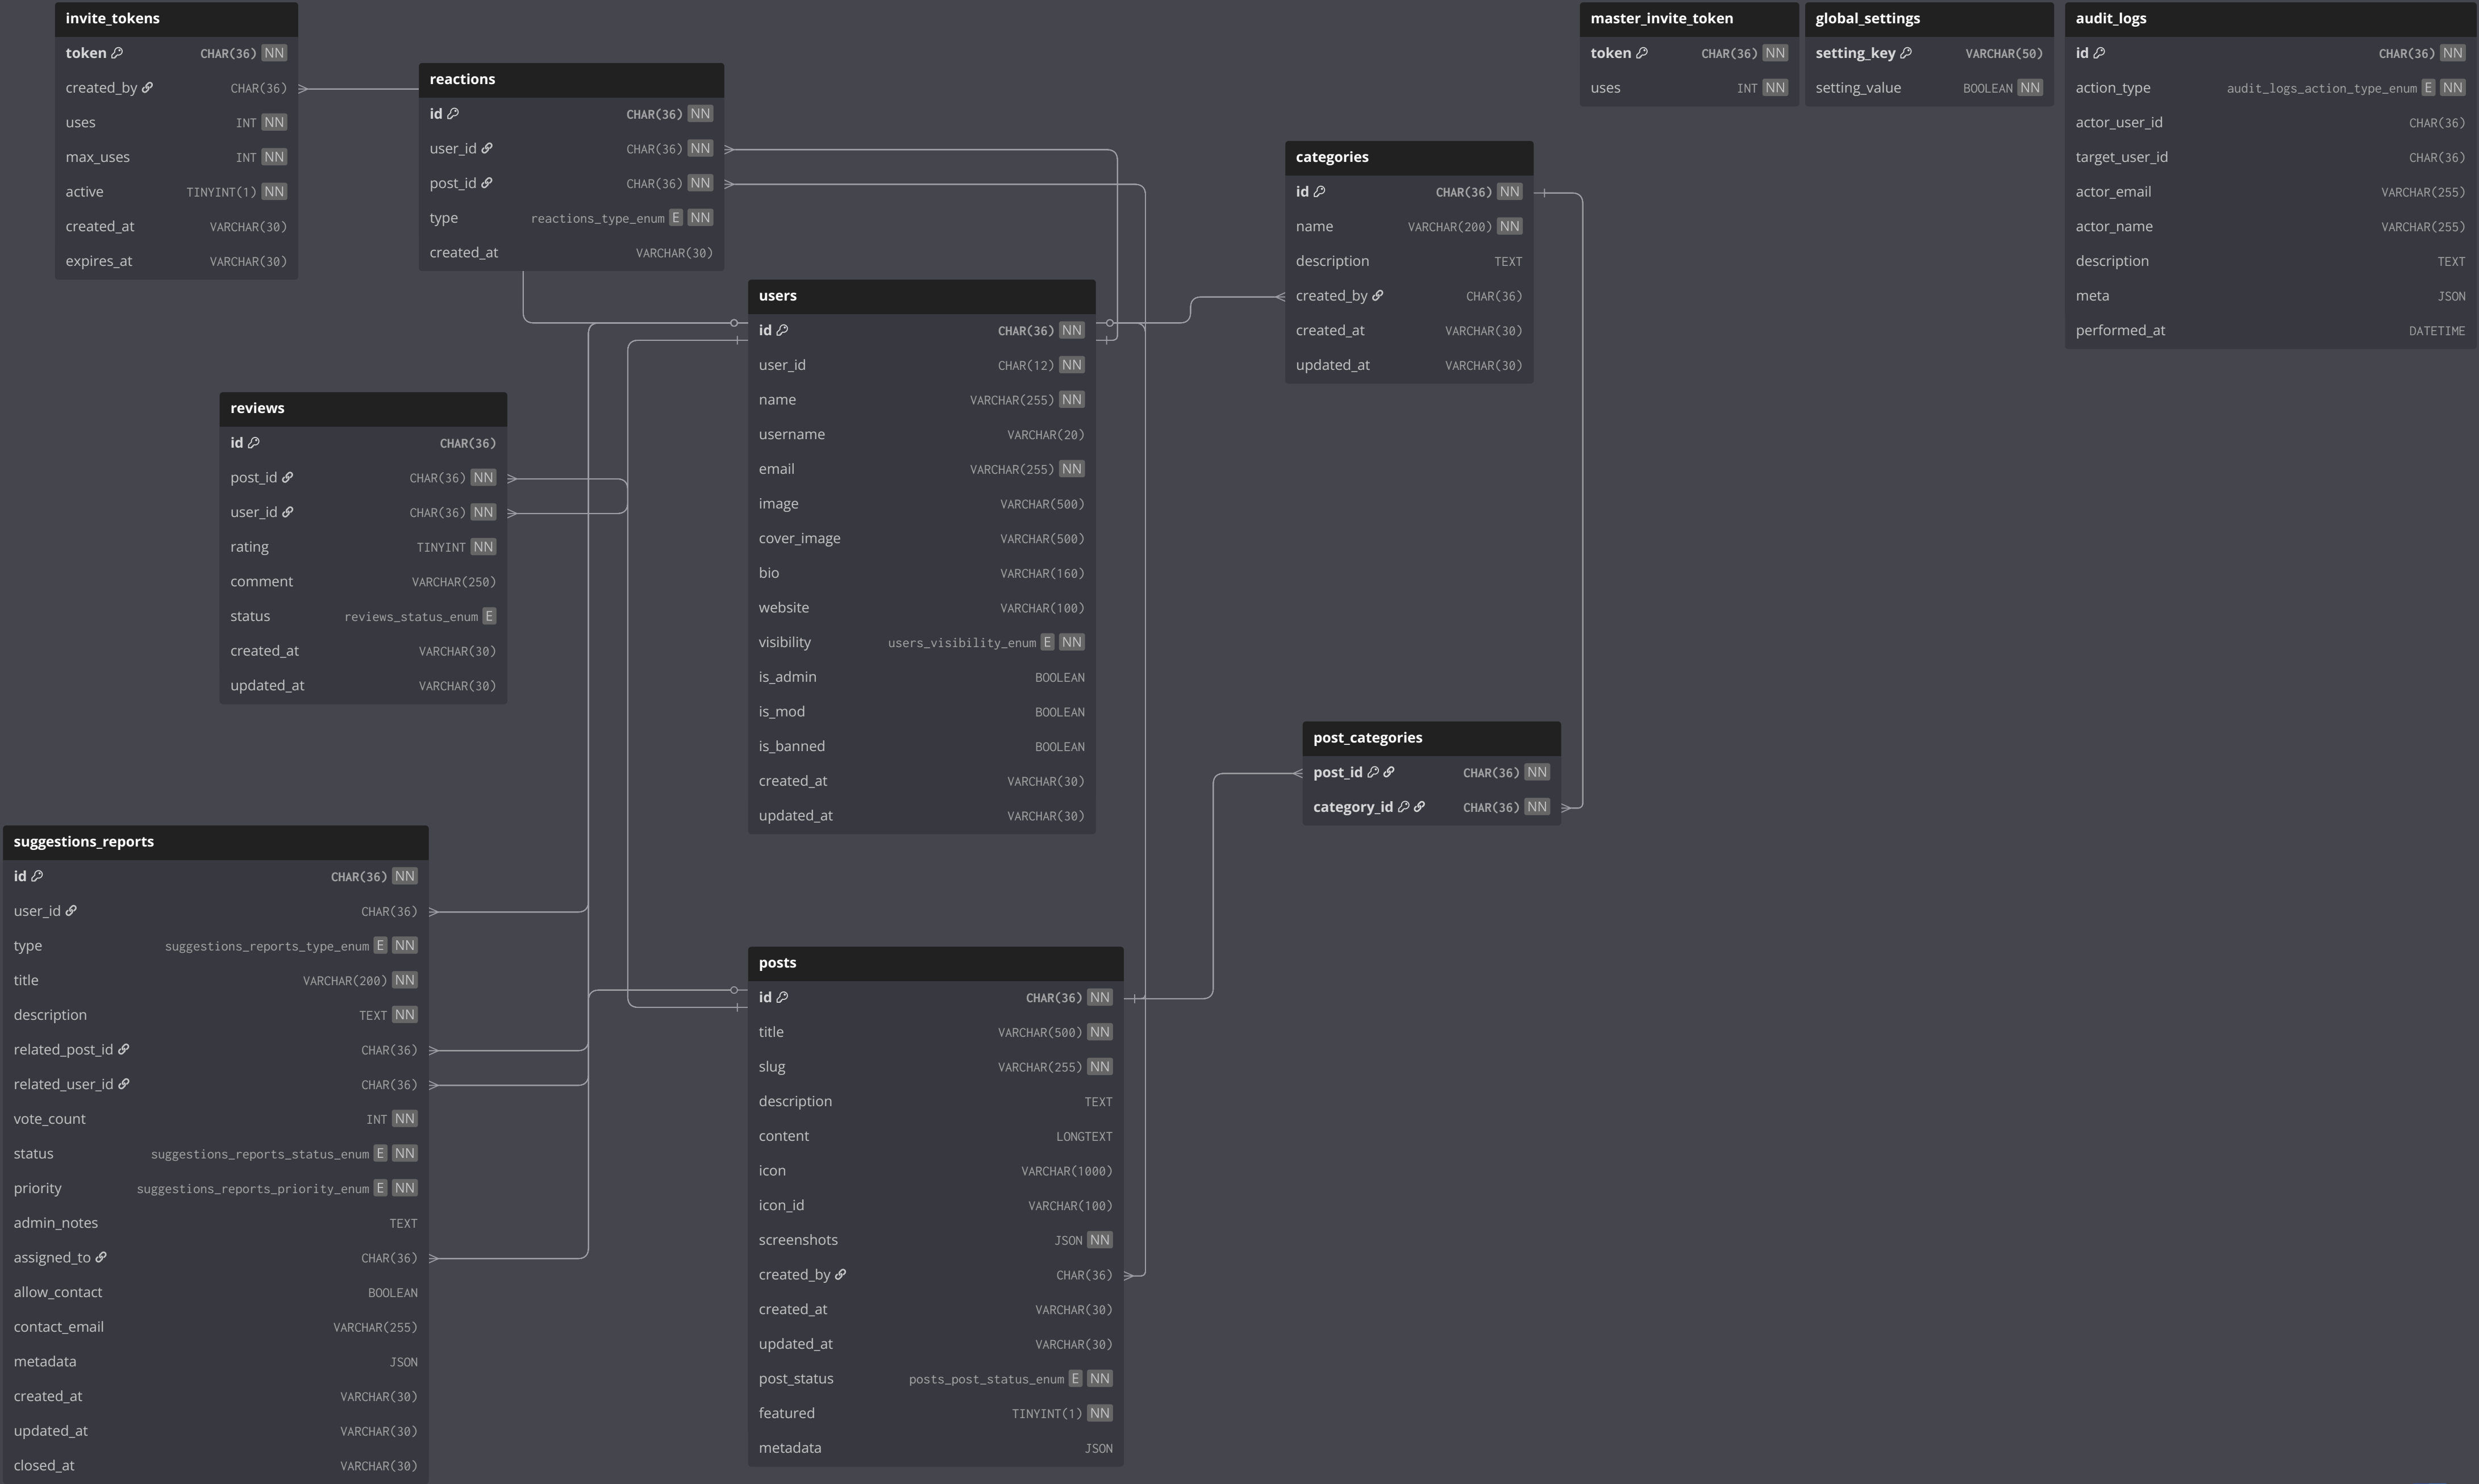 invite_tokens
token CHAR(36) NN
created_by CHAR(36)
uses INT NN
max_uses INT NN
active TINYINT(1) NN
created_at VARCHAR(30)
expires_at VARCHAR(30)
reactions
id CHAR(36) NN
user_id CHAR(36) NN
post_id CHAR(36) NN
type reactions_type_enum E NN
created_at VARCHAR(30)
master_invite_token
token CHAR(36) NN
uses INT NN
global_settings
setting_key VARCHAR(50)
setting_value BOOLEAN NN
audit_logs
id CHAR(36) NN
action_type audit_logs_action_type_enum E NN
actor_user_id CHAR(36)
target_user_id CHAR(36)
actor_email VARCHAR(255)
actor_name VARCHAR(255)
description TEXT
meta JSON
performed_at DATETIME
categories
id CHAR(36) NN
name VARCHAR(200) NN
description TEXT
created_by CHAR(36)
created_at VARCHAR(30)
updated_at VARCHAR(30)
users
id CHAR(36) NN
user_id CHAR(12) NN
name VARCHAR(255) NN
username VARCHAR(20)
email VARCHAR(255) NN
image VARCHAR(500)
cover_image VARCHAR(500)
bio VARCHAR(160)
website VARCHAR(100)
visibility users_visibility_enum E NN
is_admin BOOLEAN
is_mod BOOLEAN
is_banned BOOLEAN
created_at VARCHAR(30)
updated_at VARCHAR(30)
reviews
id CHAR(36)
post_id CHAR(36) NN
user_id CHAR(36) NN
rating TINYINT NN
comment VARCHAR(250)
status reviews_status_enum E
created_at VARCHAR(30)
updated_at VARCHAR(30)
post_categories
post_id CHAR(36) NN
category_id CHAR(36) NN
suggestions_reports
id CHAR(36) NN
user_id CHAR(36)
type suggestions_reports_type_enum E NN
title VARCHAR(200) NN
description TEXT NN
related_post_id CHAR(36)
related_user_id CHAR(36)
vote_count INT NN
status suggestions_reports_status_enum E NN
priority suggestions_reports_priority_enum E NN
admin_notes TEXT
assigned_to CHAR(36)
allow_contact BOOLEAN
contact_email VARCHAR(255)
metadata JSON
created_at VARCHAR(30)
updated_at VARCHAR(30)
closed_at VARCHAR(30)
posts
id CHAR(36) NN
title VARCHAR(500) NN
slug VARCHAR(255) NN
description TEXT
content LONGTEXT
icon VARCHAR(1000)
icon_id VARCHAR(100)
screenshots JSON NN
created_by CHAR(36)
created_at VARCHAR(30)
updated_at VARCHAR(30)
post_status posts_post_status_enum E NN
featured TINYINT(1) NN
metadata JSON